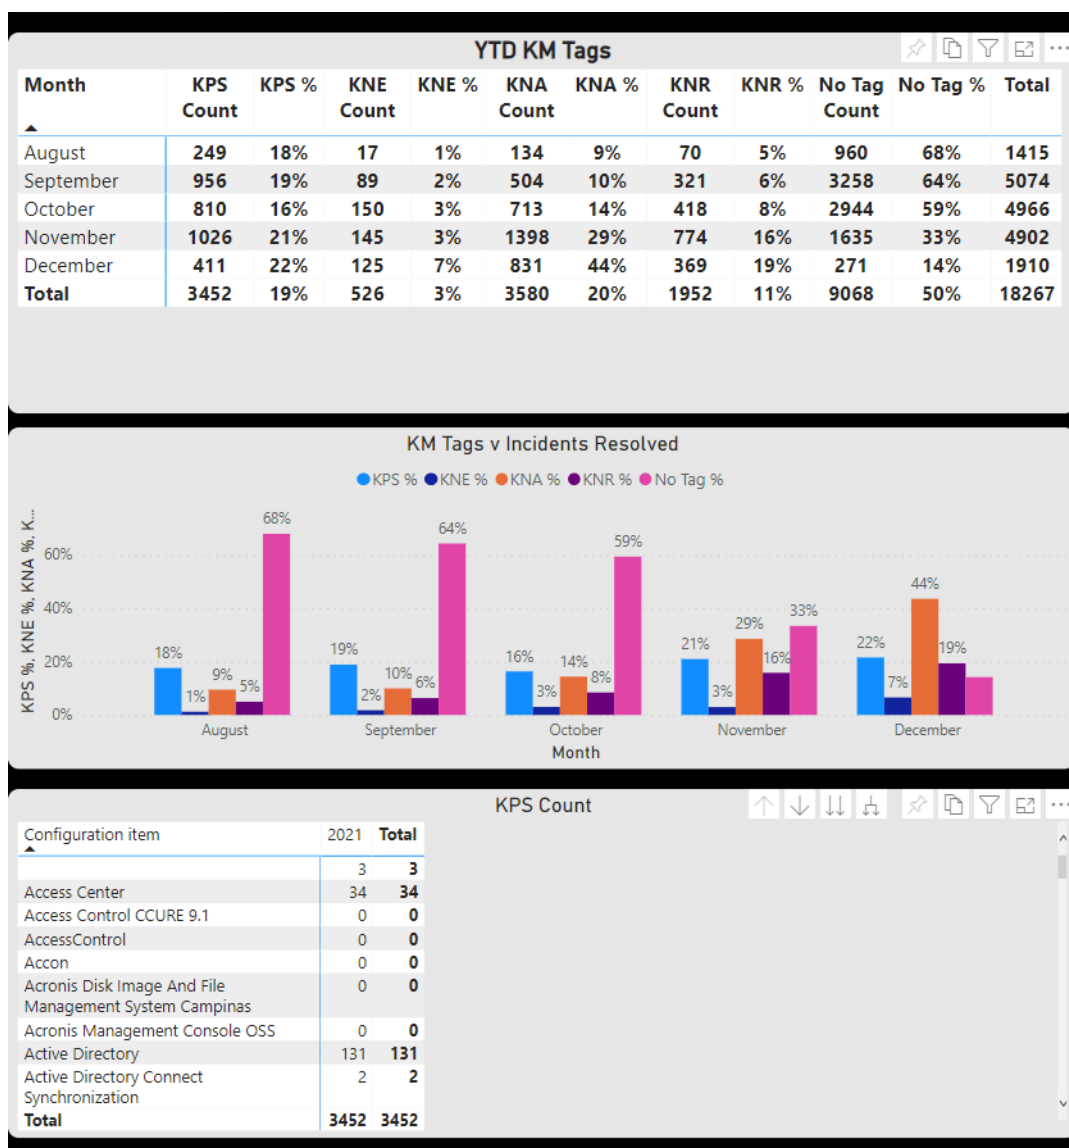 YTD KM Tags
Month KPS Count KPS % KNE Count KNE % KNA Count KNA % KNR Count KNR % No Tag Count No Tag % Total
August 249 18% 17 1% 134 9% 70 5% 960 68% 1415
September 956 19% 89 2% 504 10% 321 6% 3258 64% 5074
October 810 16% 150 3% 713 14% 418 8% 2944 59% 4966
November 1026 21% 145 3% 1398 29% 774 16% 1635 33% 4902
December 411 22% 125 7% 831 44% 369 19% 271 14% 1910
Total 3452 19% 526 3% 3580 20% 1952 11% 9068 50% 18267
KM Tags v Incidents Resolved
KPS % KNE % KNA % KNR % No Tag %
KPS %, KNE %, KNA %, K...
60%
40%
20%
0%
18% 1% 9% 5% 68%
19% 2% 10% 6% 64%
16% 3% 14% 8% 59%
21% 3% 29% 16% 33%
22% 7% 44% 19%
August September October November December
Month
KPS Count
Configuration item 2021 Total
3 3
Access Center 34 34
Access Control CCURE 9.1 0 0
AccessControl 0 0
Accon 0 0
Acronis Disk Image And File 0 0
Management System Campinas
Acronis Management Console OSS 0 0
Active Directory 131 131
Active Directory Connect 2 2
Synchronization
Total 3452 3452